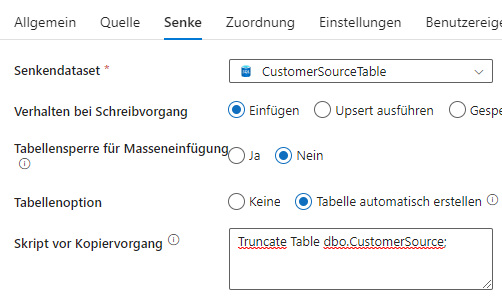 Allgemein Quelle Senke Zuordnung Einstellungen Benutzereige
Senkendataset * CustomerSourceTable
Verhalten bei Schreibvorgang Einfügen Upsert ausführen Gespe
Tabellensperre für Masseneinfügung Ja Nein
Tabellenoption Keine Tabelle automatisch erstellen
Skript vor Kopiervorgang Truncate Table dbo.CustomerSource;